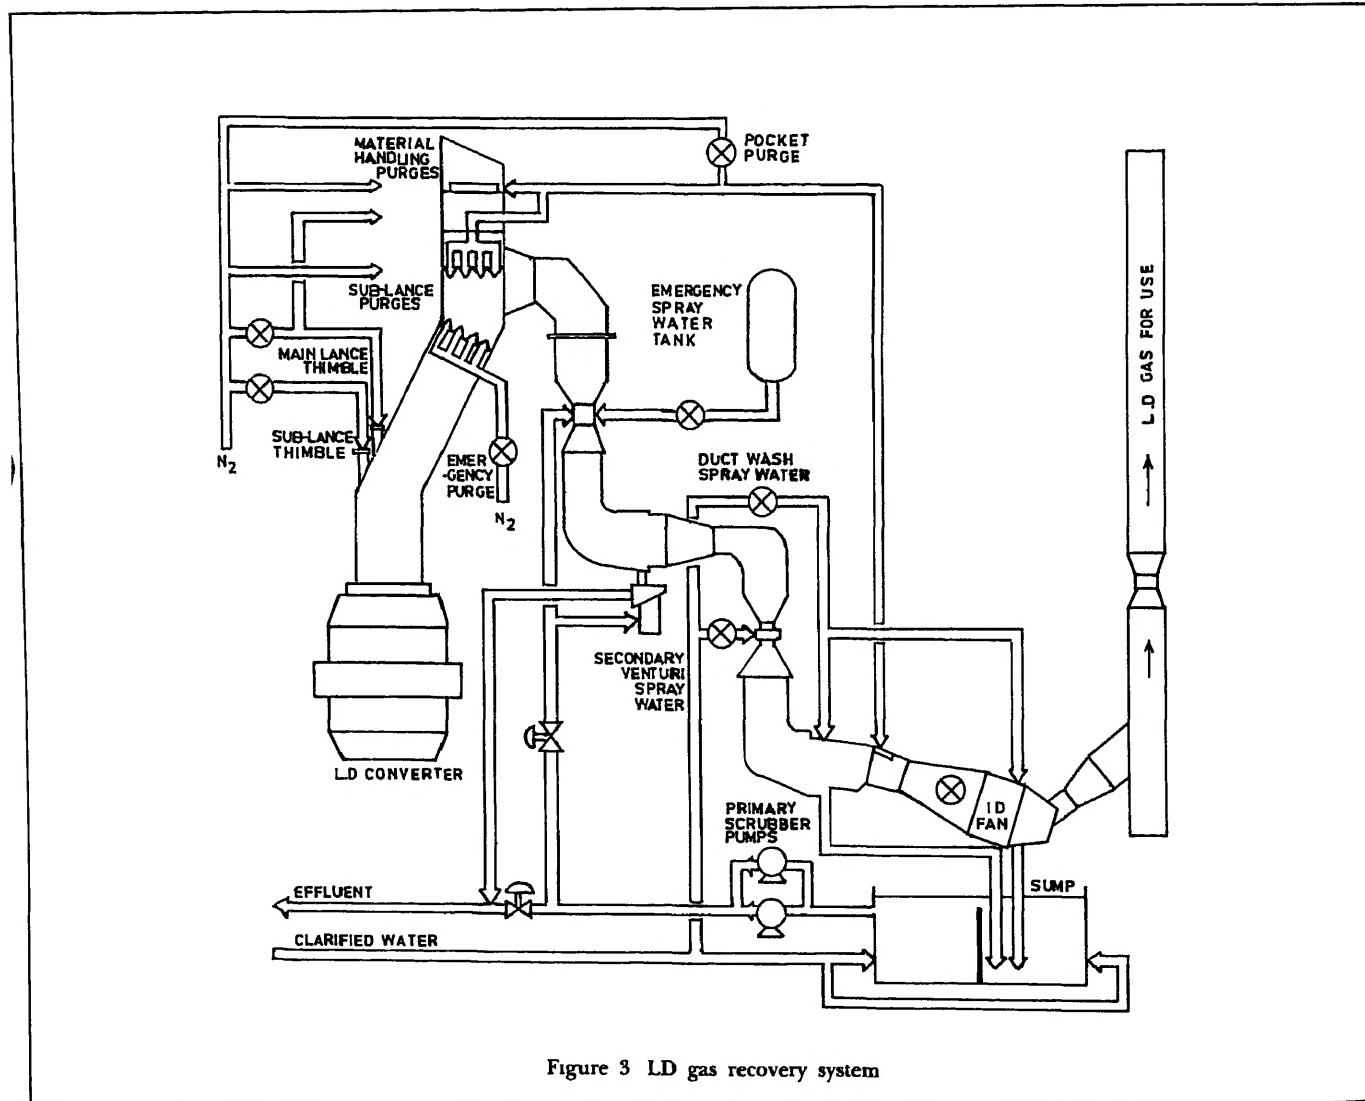 MATERIAL
HANDLING
PURGES
POCKET
PURGE
SUB-LANCE
PURGES
EMERGENCY
SPRAY
WATER
TANK
MAIN LANCE
THIMBLE
SUB-LANCE
THIMBLE
N2
EMER
-GENCY
PURGE
N2
DUCT WASH
SPRAY WATER
L.D GAS FOR USE
SECONDARY
VENTURI
SPRAY
WATER
L.D CONVERTER
PRIMARY
SCRUBBER
PUMPS
I D
FAN
SUMP
EFFLUENT
CLARIFIED WATER
Figure 3 LD gas recovery system